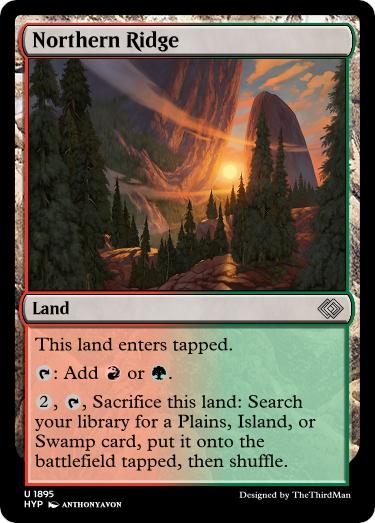 Northern Ridge
Land
This land enters tapped.
: Add or .
2, , Sacrifice this land: Search
your library for a Plains, Island, or
Swamp card, put it onto the
battlefield tapped, then shuffle.
U 1895
Designed by TheThirdMan
HYP ANTHONYAVON